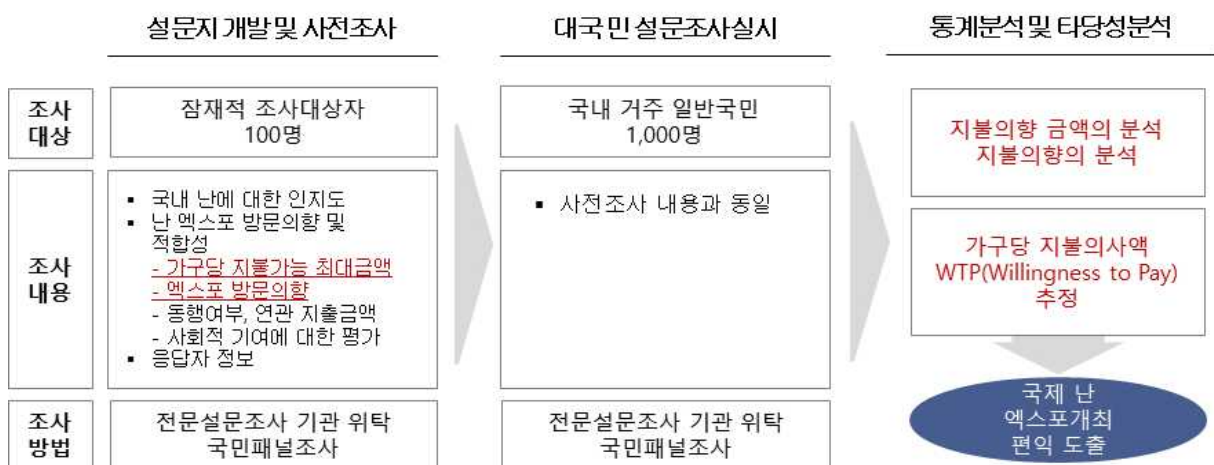 설문지 개발 및 사전조사
대국민 설문조사실시
통계분석 및 타당성분석
조사
대상
잠재적 조사대상자
100명
국내 거주 일반국민
1,000명
지불의향 금액의 분석
지불의향의 분석
조사
내용
▪ 국내 난에 대한 인지도
▪ 난 엑스포 방문의향 및
적합성
- 가구당 지불가능 최대금액
- 엑스포 방문의향
- 동행여부, 연관 지출금액
- 사회적 기여에 대한 평가
▪ 응답자 정보
▪ 사전조사 내용과 동일
가구당 지불의사액
WTP(Willingness to Pay)
추정
조사
방법
전문설문조사 기관 위탁
국민패널조사
전문설문조사 기관 위탁
국민패널조사
국제 난
엑스포개최
편익 도출